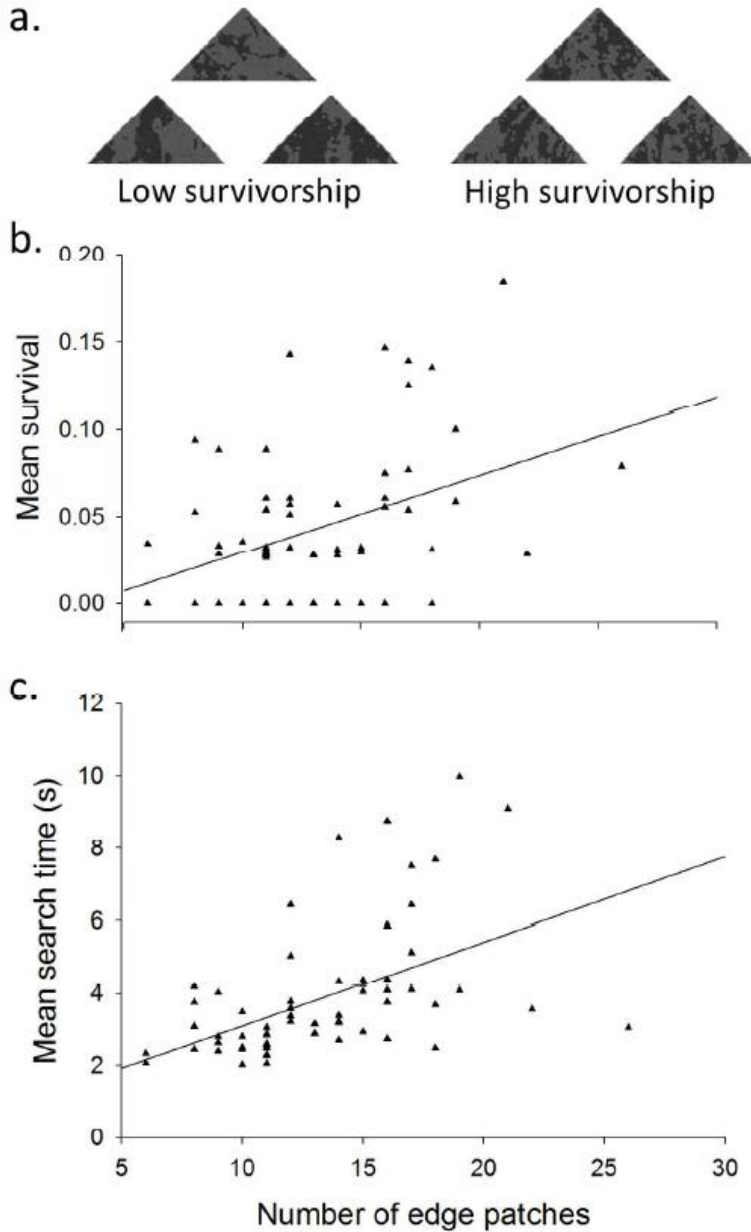 a.
Low survivorship
High survivorship
b.
0.20
0.15
0.10
0.05
0.00
Mean survival
c.
12
10
8
6
4
2
0
Mean search time (s)
5 10 15 20 25 30
Number of edge patches